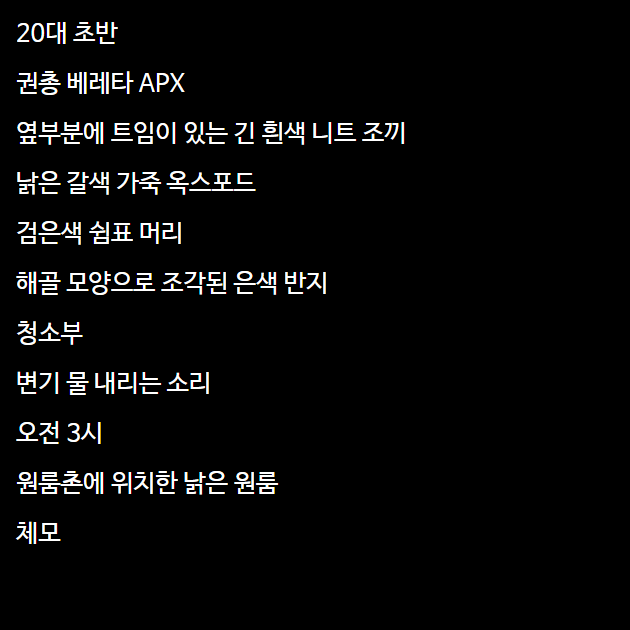 20대 초반
권총 베레타 APX
옆부분에 트임이 있는 긴 흰색 니트 조끼
낡은 갈색 가죽 옥스포드
검은색 쉼표 머리
해골 모양으로 조각된 은색 반지
청소부
변기 물 내리는 소리
오전 3시
원룸촌에 위치한 낡은 원룸
체모